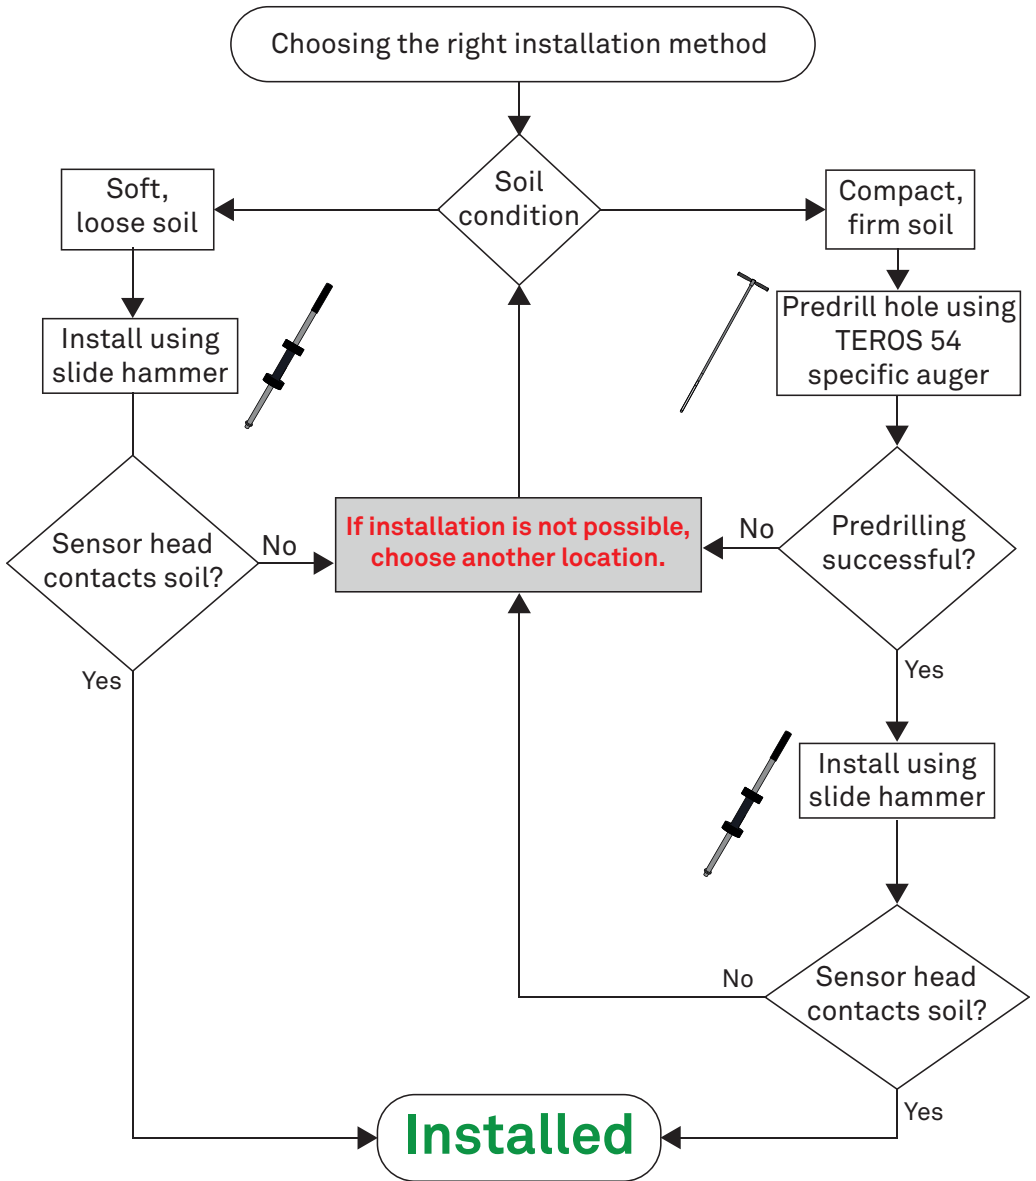 Choosing the right installation method
Soil
condition
Soft,
loose soil
Compact,
firm soil
Install using
slide hammer
Predrill hole using
TEROS 54
specific auger
Sensor head
contacts soil?
No
If installation is not possible,
choose another location.
No
Predrilling
successful?
Yes
Yes
Install using
slide hammer
No
Sensor head
contacts soil?
Yes
Installed